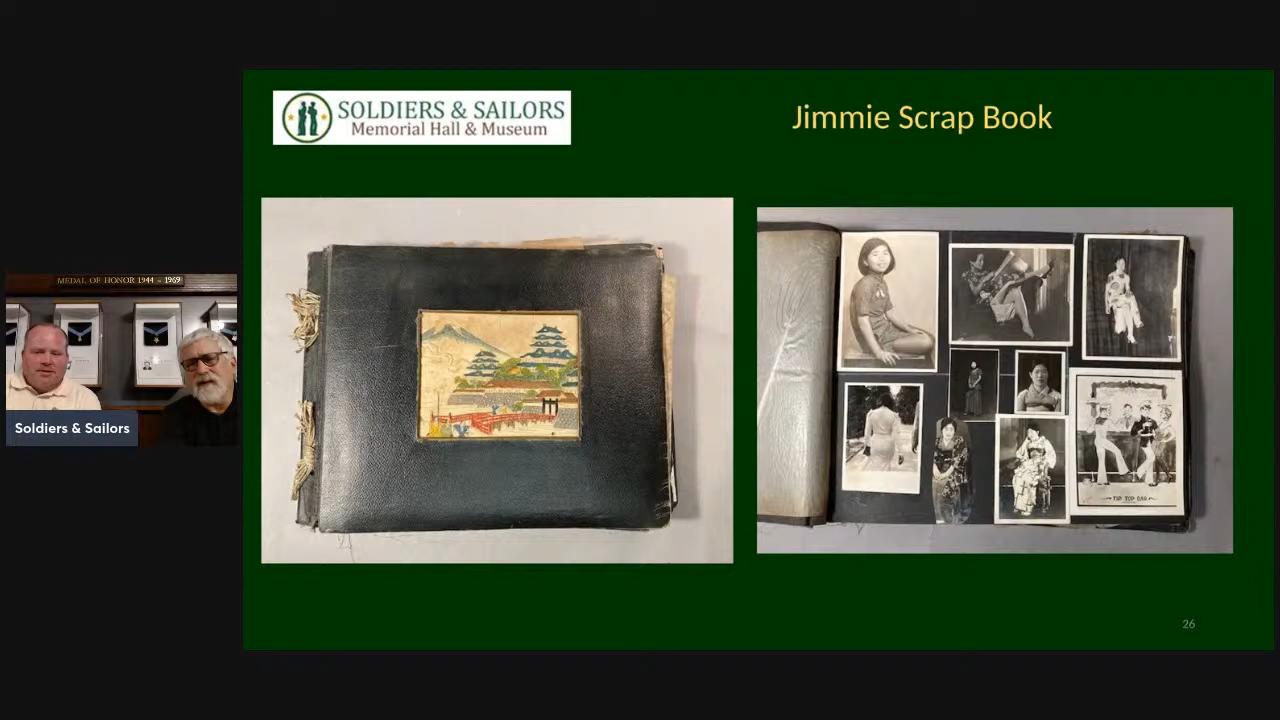 MEDAL OF HONOR 1944 - 1969
Soldiers & Sailors
SOLDIERS & SAILORS
Memorial Hall & Museum
Jimmie Scrap Book
TIP TOP BAR
26